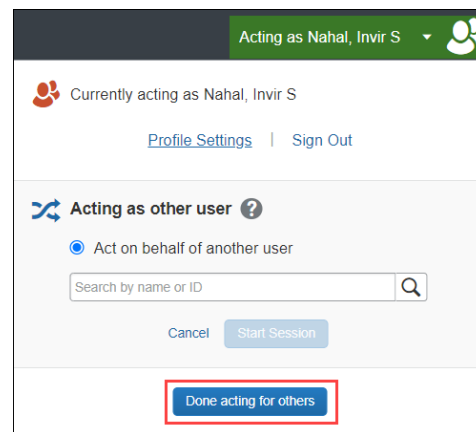 Acting as Nahal, Invir S
Currently acting as Nahal, Invir S
Profile Settings | Sign Out
Acting as other user ?
Act on behalf of another user
Search by name or ID
Cancel Start Session
Done acting for others